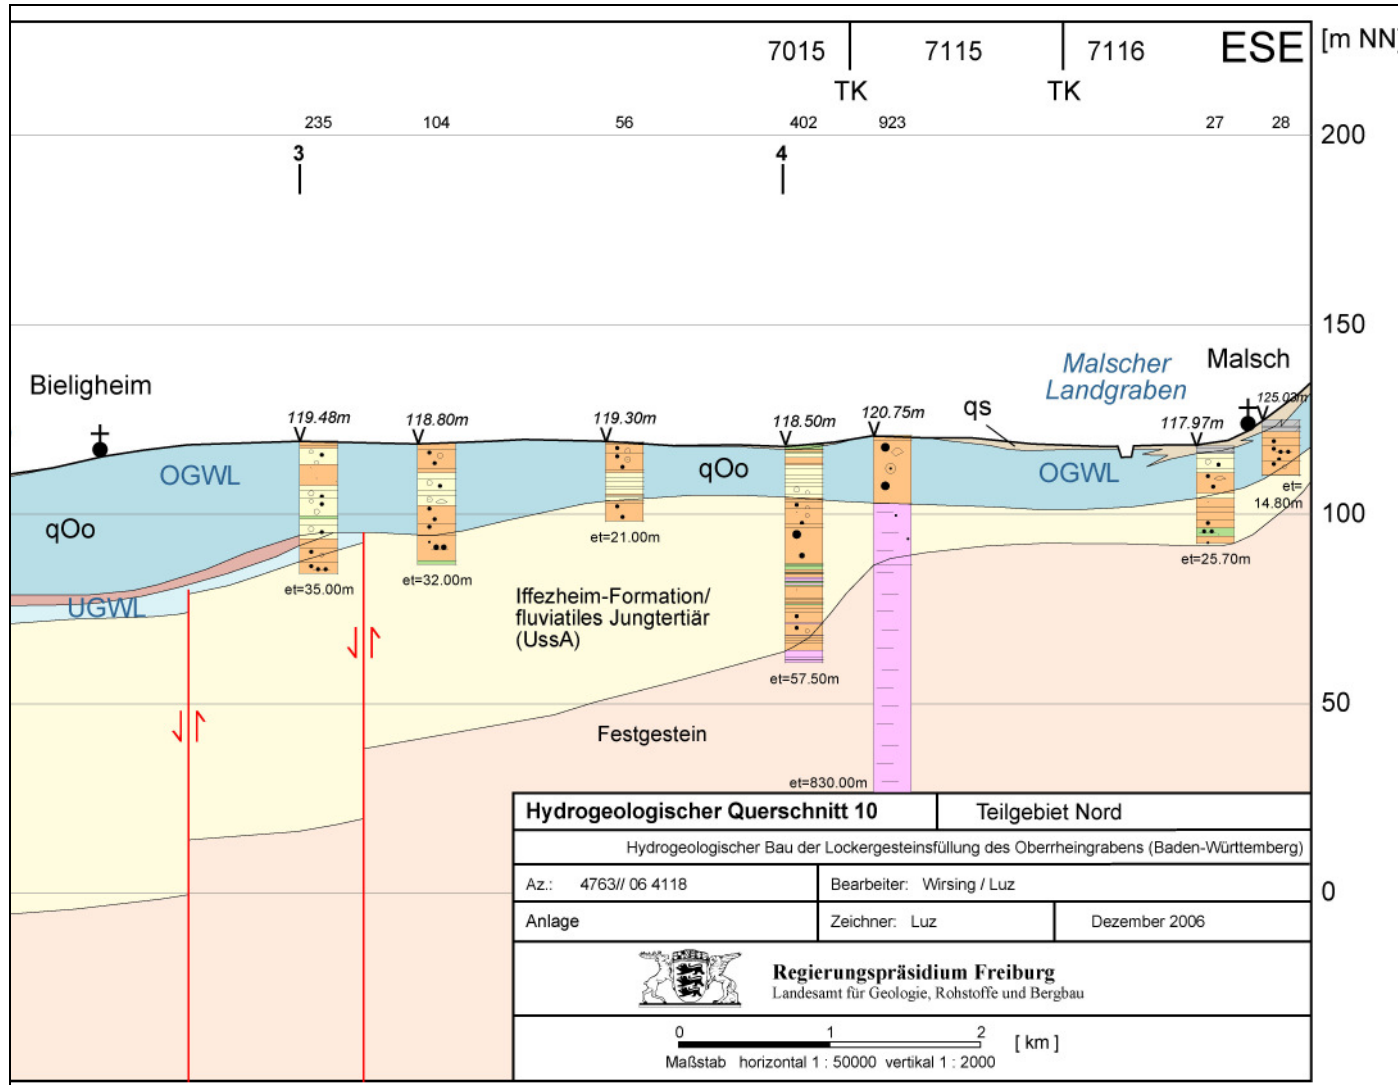 7015 7115 7116 ESE [m NN]
TK TK
235 104 56 402 923 27 28
200
3 4
150
Bieligheim
Malscher
Landgraben
Malsch
119.48m 118.80m 119.30m 118.50m 120.75m qs 117.97m 125.03m
OGWL qOo OGWL
qOo
100
et=
14.80m
et=35.00m et=32.00m et=21.00m et=25.70m
UGWL
Iffezheim-Formation/
fluviatiles Jungtertiär
(UssA)
et=57.50m
50
Festgestein
et=830.00m
Hydrogeologischer Querschnitt 10 Teilgebiet Nord
Hydrogeologischer Bau der Lockergesteinsfüllung des Oberrheingrabens (Baden-Württemberg)
Az.: 4763// 06 4118 Bearbeiter: Wirsing / Luz
0
Anlage Zeichner: Luz Dezember 2006
Regierungspräsidium Freiburg
Landesamt für Geologie, Rohstoffe und Bergbau
0 1 2 [ km ]
Maßstab horizontal 1 : 50000 vertikal 1 : 2000